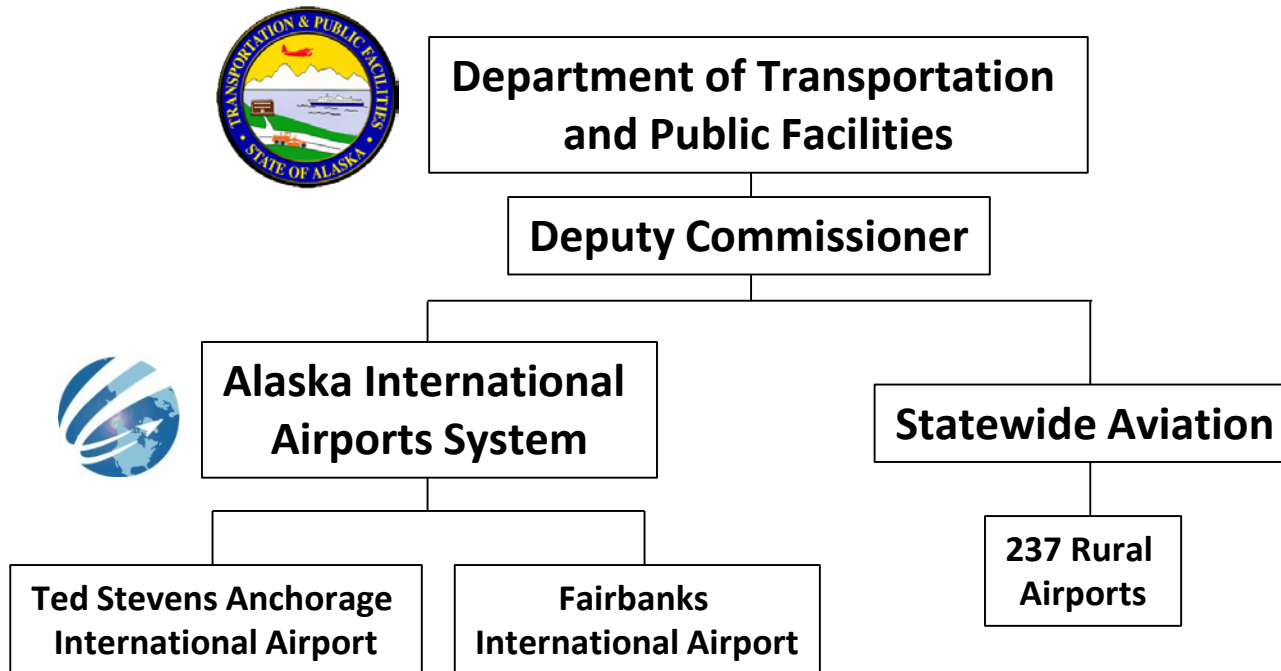 TRANSPORTATION & PUBLIC FACILITIES
STATE OF ALASKA
Department of Transportation
and Public Facilities
Deputy Commissioner
Alaska International
Airports System
Statewide Aviation
Ted Stevens Anchorage
International Airport
Fairbanks
International Airport
237 Rural
Airports